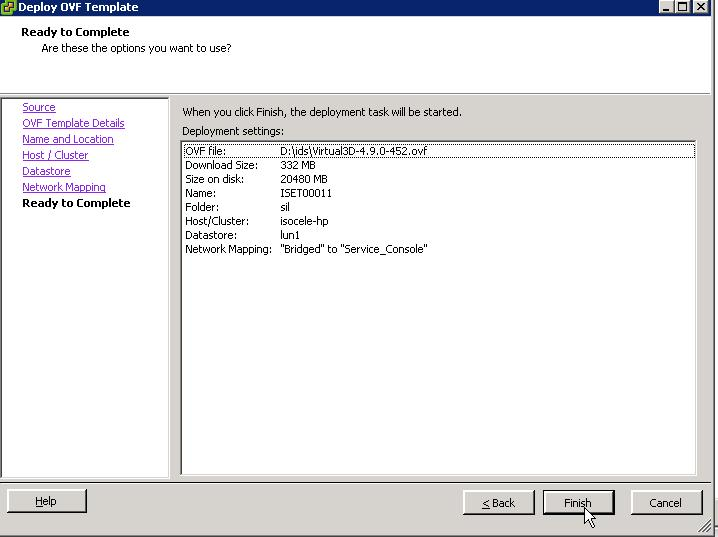 Deploy OVF Template
Ready to Complete
Are these the options you want to use?
Source
OVF Template Details
Name and Location
Host / Cluster
Datastore
Network Mapping
Ready to Complete
When you click Finish, the deployment task will be started.
Deployment settings:
OVF file: D:\ids\Virtual3D-4.9.0-452.ovf
Download Size: 332 MB
Size on disk: 20480 MB
Name: ISET00011
Folder: sil
Host/Cluster: isocele-hp
Datastore: lun1
Network Mapping: "Bridged" to "Service_Console"
Help
< Back
Finish
Cancel